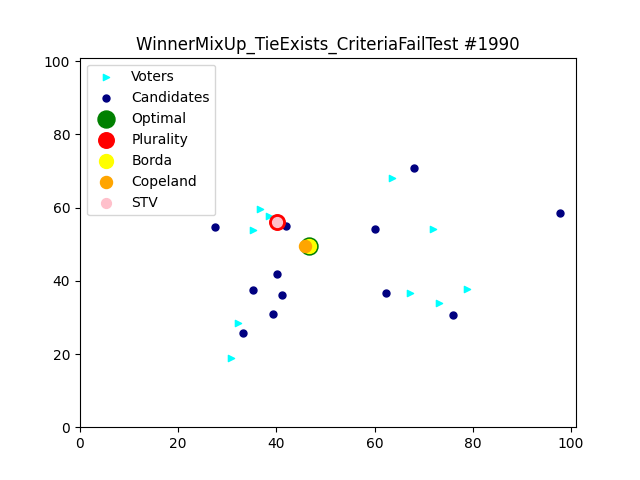 WinnerMixUp_TieExists_CriteriaFailTest #1990
100
80
60
40
20
0
Voters
Candidates
Optimal
Plurality
Borda
Copeland
STV
0 20 40 60 80 100